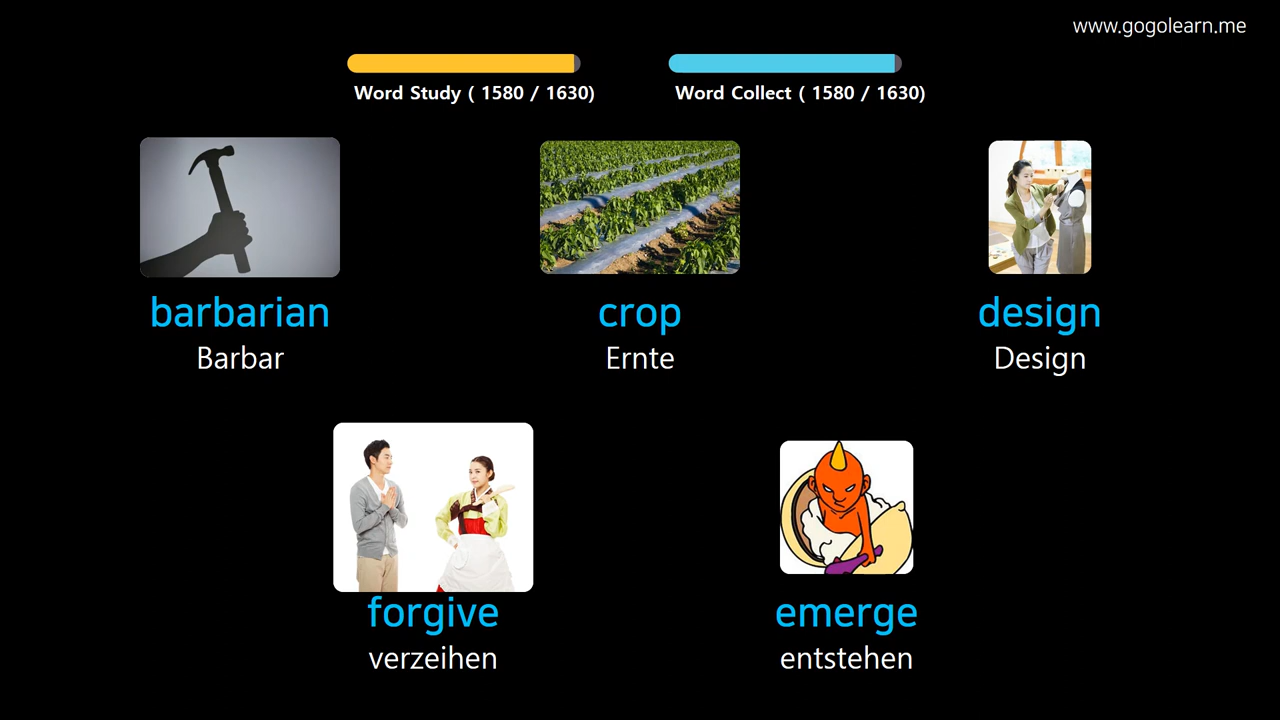 www.gogolearn.me
Word Study ( 1580 / 1630)
Word Collect ( 1580 / 1630)
barbarian
Barbar
crop
Ernte
design
Design
forgive
verzeihen
emerge
entstehen